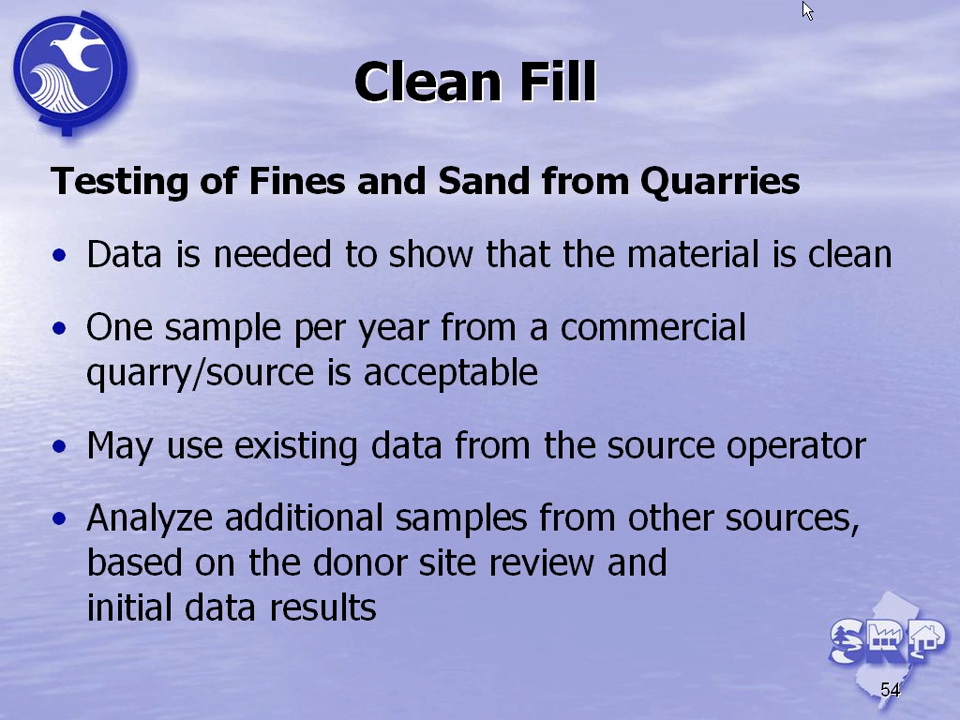 Clean Fill
Testing of Fines and Sand from Quarries
• Data is needed to show that the material is clean
• One sample per year from a commercial
quarry/source is acceptable
• May use existing data from the source operator
• Analyze additional samples from other sources,
based on the donor site review and
initial data results
SRP
54